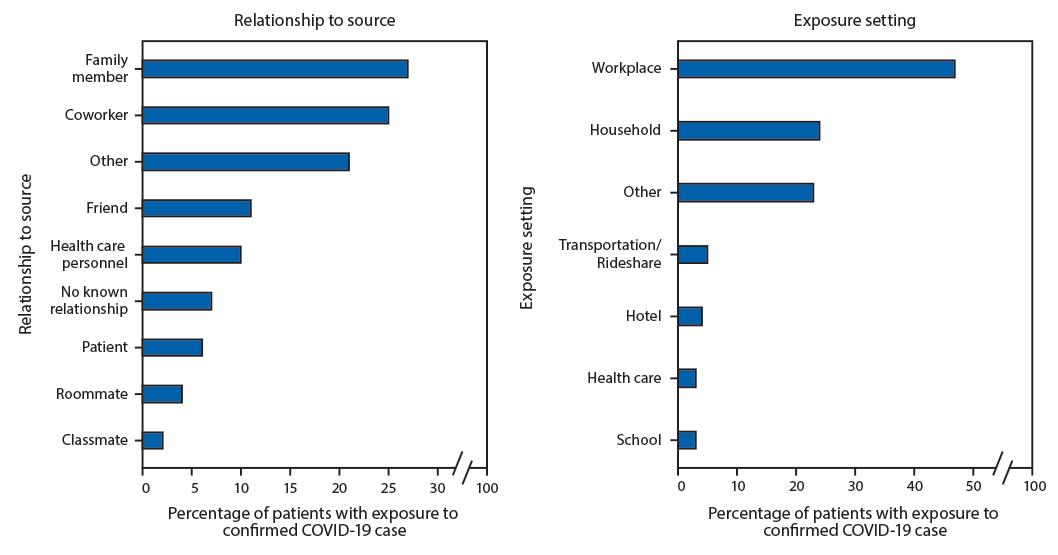 Relationship to source
Relationship to source
Family
member
Coworker
Other
Friend
Health care
personnel
No known
relationship
Patient
Roommate
Classmate
0 5 10 15 20 25 30 100
Percentage of patients with exposure to
confirmed COVID-19 case
Exposure setting
Exposure setting
Workplace
Household
Other
Transportation/
Rideshare
Hotel
Health care
School
0 10 20 30 40 50 100
Percentage of patients with exposure to
confirmed COVID-19 case